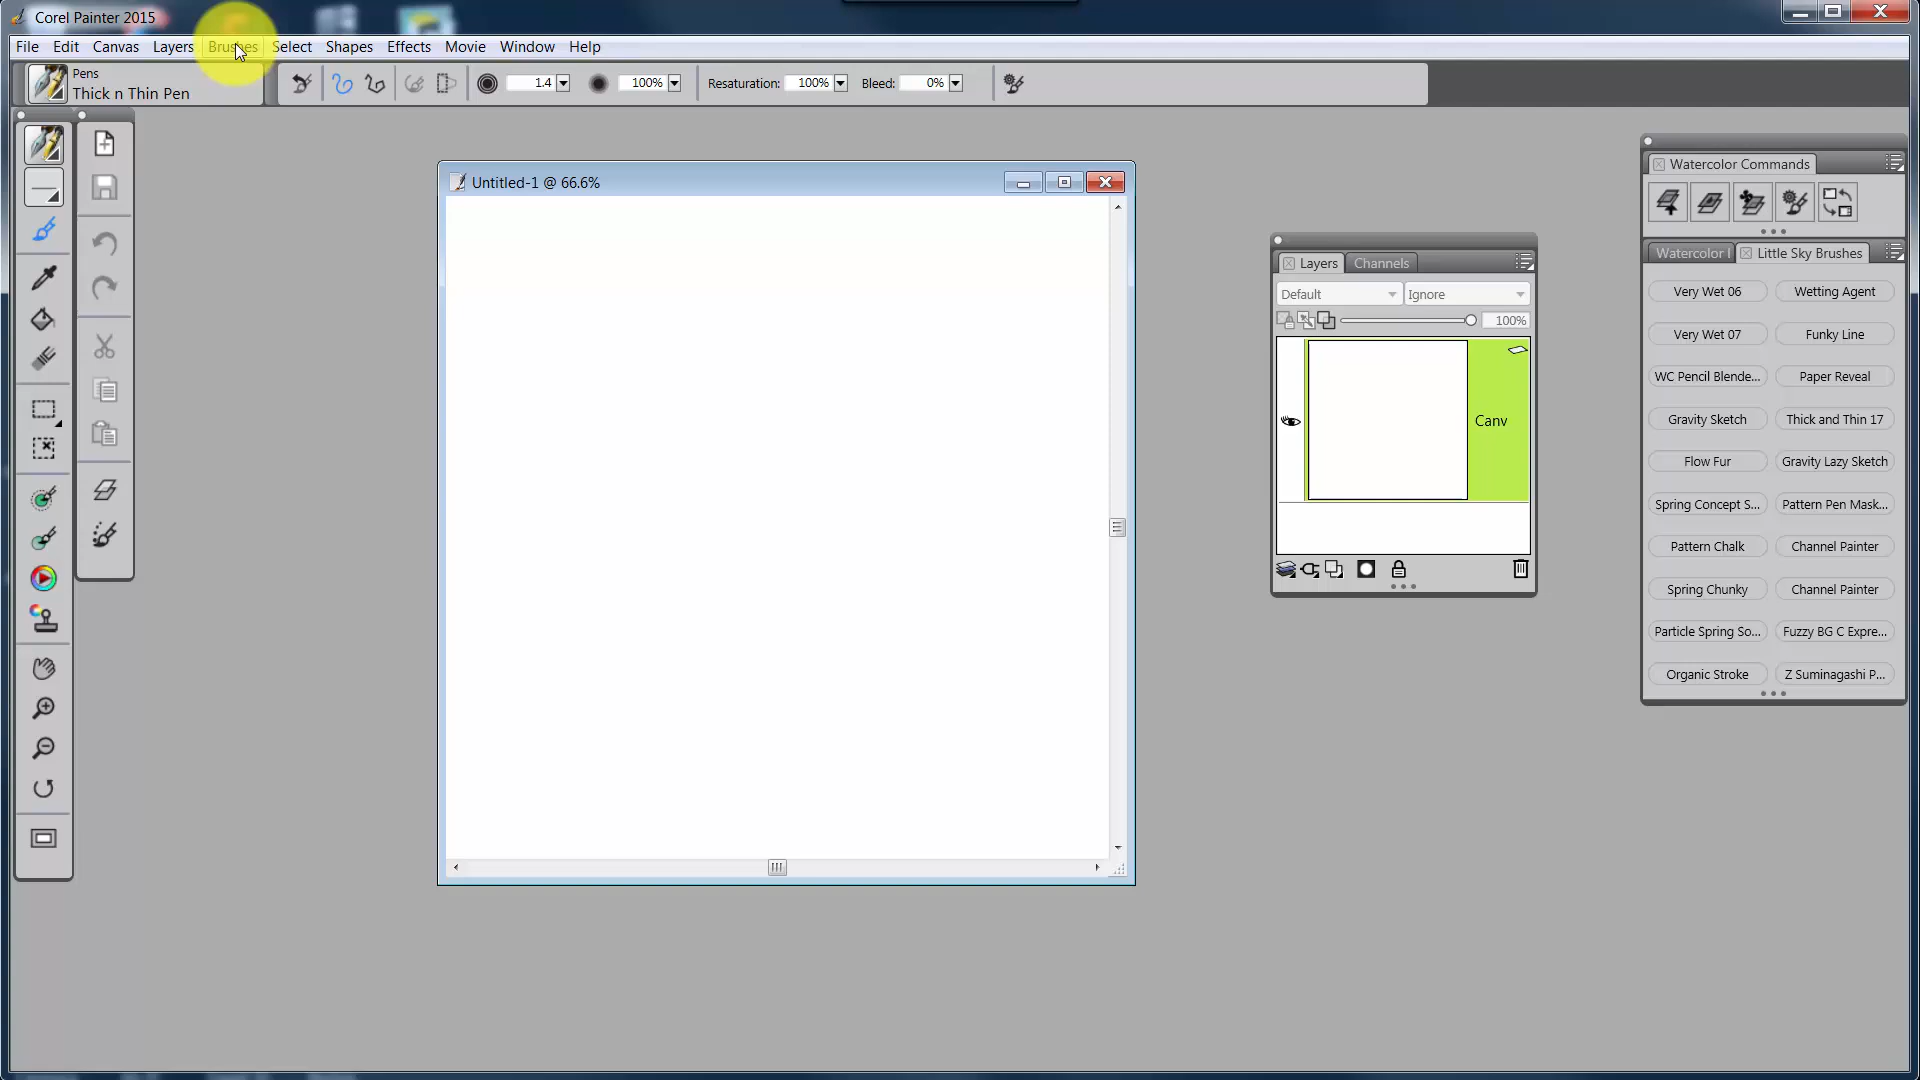 Corel Painter 2015
File Edit Canvas Layers Brushes Select Shapes Effects Movie Window Help
Pens
Thick n Thin Pen
1.4 100% Resaturation: 100% Bleed: 0%
Untitled-1 @ 66.6%
Layers Channels
Default Ignore
100%
Canv
Watercolor Commands
Watercolor I Little Sky Brushes
Very Wet 06 Wetting Agent
Very Wet 07 Funky Line
WC Pencil Blende... Paper Reveal
Gravity Sketch Thick and Thin 17
Flow Fur Gravity Lazy Sketch
Spring Concept S... Pattern Pen Mask...
Pattern Chalk Channel Painter
Spring Chunky Channel Painter
Particle Spring So... Fuzzy BG C Expre...
Organic Stroke Z Suminagashi P...